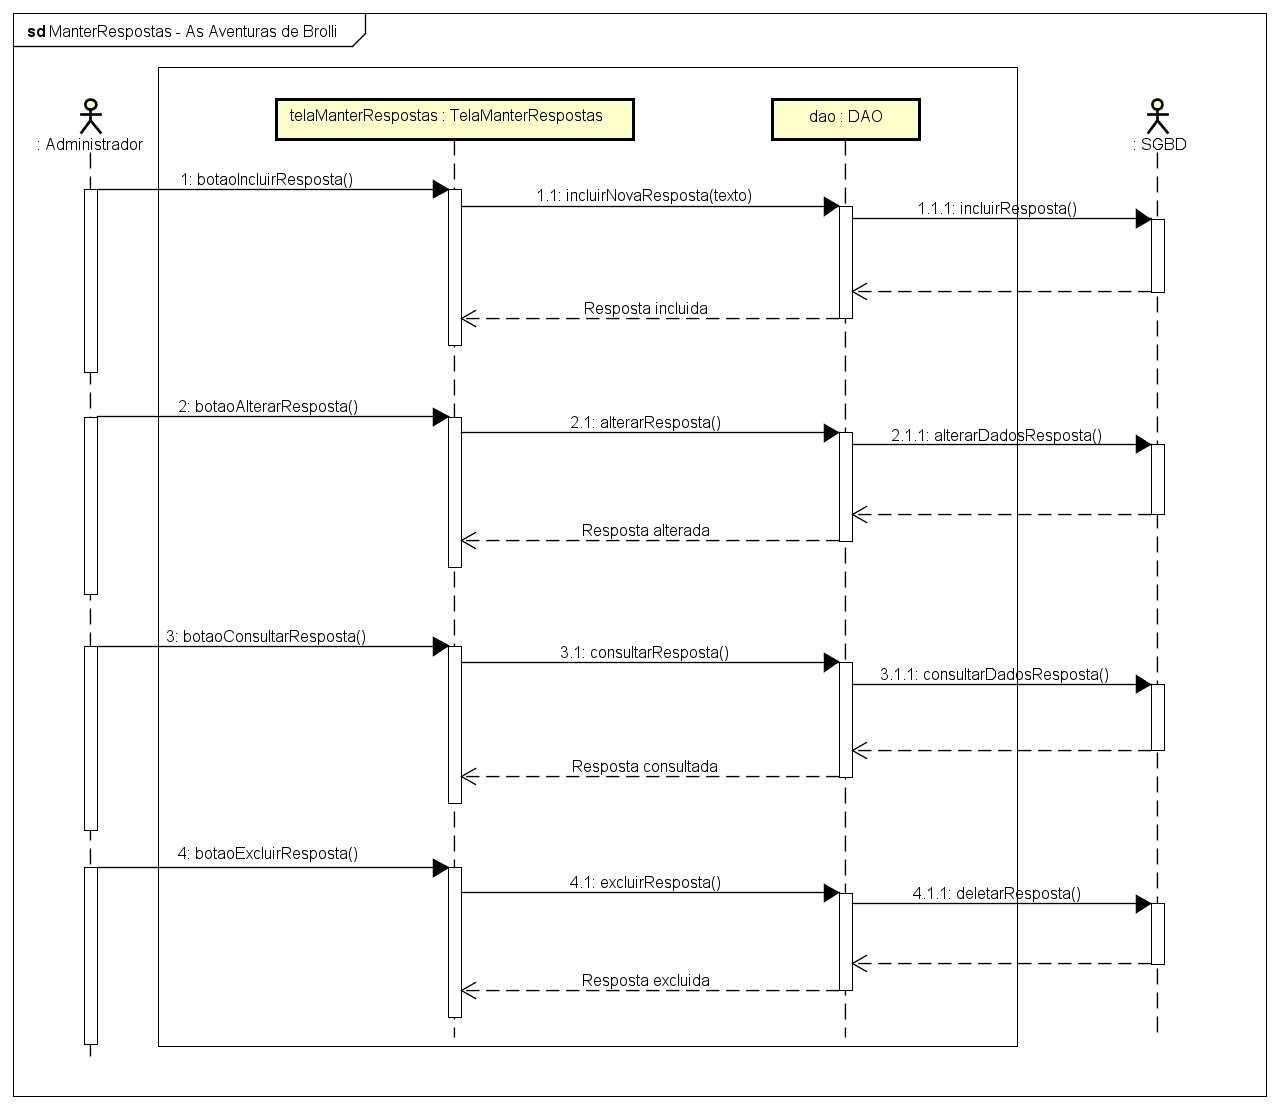 sd ManterRespostas - As Aventuras de Brolli
telaManterRespostas : TelaManterRespostas
dao : DAO
: Administrador
: SGBD
1: botaoIncluirResposta()
1.1: incluirNovaResposta(texto)
1.1.1: incluirResposta()
Resposta incluida
2: botaoAlterarResposta()
2.1: alterarResposta()
2.1.1: alterarDadosResposta()
Resposta alterada
3: botaoConsultarResposta()
3.1: consultarResposta()
3.1.1: consultarDadosResposta()
Resposta consultada
4: botaoExcluirResposta()
4.1: excluirResposta()
4.1.1: deletarResposta()
Resposta excluida